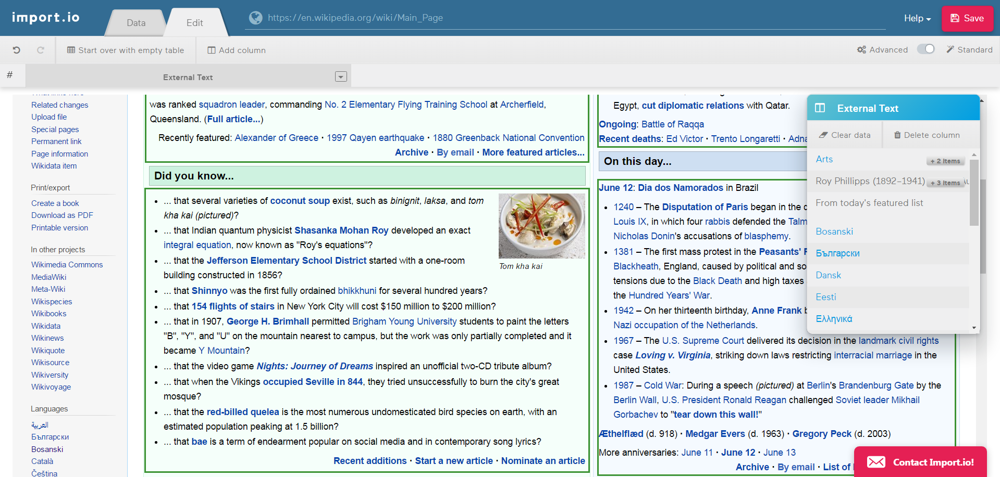 import.io
Data
Edit
https://en.wikipedia.org/wiki/Main_Page
Help
Save
Start over with empty table
Add column
Advanced
Standard
#
External Text
Related changes
Upload file
Special pages
Permanent link
Page information
Wikidata item
Print/export
Create a book
Download as PDF
Printable version
In other projects
Wikimedia Commons
MediaWiki
Meta-Wiki
Wikispecies
Wikibooks
Wikidata
Wikinews
Wikiquote
Wikisource
Wikiversity
Wikivoyage
Languages
العربية
Български
Bosanski
Català
Čeština
was ranked squadron leader, commanding No. 2 Elementary Flying Training School at Archerfield,
Queensland. (Full article...)
Recently featured: Alexander of Greece · 1997 Qayen earthquake · 1880 Greenback National Convention
Archive · By email · More featured articles...
Did you know...
... that several varieties of coconut soup exist, such as binignit, laksa, and tom
kha kai (pictured)?
... that Indian quantum physicist Shasanka Mohan Roy developed an exact
integral equation, now known as "Roy's equations"?
... that the Jefferson Elementary School District started with a one-room
building constructed in 1856?
Tom kha kai
... that Shinnyo was the first fully ordained bhikkhuni for several hundred years?
... that 154 flights of stairs in New York City will cost $150 million to $200 million?
... that in 1907, George H. Brimhall permitted Brigham Young University students to paint the letters
"B", "Y", and "U" on the mountain nearest to campus, but the work was only partially completed and it
became Y Mountain?
... that the video game Nights: Journey of Dreams inspired an unofficial two-CD tribute album?
... that when the Vikings occupied Seville in 844, they tried unsuccessfully to burn the city's great
mosque?
... that the red-billed quelea is the most numerous undomesticated bird species on earth, with an
estimated population peaking at 1.5 billion?
... that bae is a term of endearment popular on social media and in contemporary song lyrics?
Recent additions · Start a new article · Nominate an article
Egypt, cut diplomatic relations with Qatar.
Ongoing: Battle of Raqqa
Recent deaths: Ed Victor · Trento Longaretti · Adna
On this day...
June 12: Dia dos Namorados in Brazil
1240 – The Disputation of Paris began in the
Louis IX, in which four rabbis defended the Talm
Nicholas Donin's accusations of blasphemy.
1381 – The first mass protest in the Peasants'
Blackheath, England, caused by political and so
tensions due to the Black Death and high taxes
the Hundred Years' War.
1942 – On her thirteenth birthday, Anne Frank
Nazi occupation of the Netherlands.
1967 – The U.S. Supreme Court delivered its decision in the landmark civil rights
case Loving v. Virginia, striking down laws restricting interracial marriage in the
United States.
1987 – Cold War: During a speech (pictured) at Berlin's Brandenburg Gate by the
Berlin Wall, U.S. President Ronald Reagan challenged Soviet leader Mikhail
Gorbachev to "tear down this wall!"
Æthelflæd (d. 918) · Medgar Evers (d. 1963) · Gregory Peck (d. 2003)
More anniversaries: June 11 · June 12 · June 13
Archive · By email · List of
External Text
Clear data
Delete column
Arts
+ 2 items
Roy Phillipps (1892–1941)
+ 3 items
From today's featured list
Bosanski
Български
Dansk
Eesti
Ελληνικά
Contact Import.io!